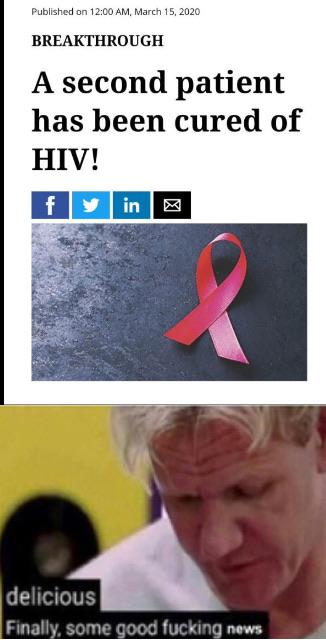 Published on 12:00 AM, March 15, 2020
BREAKTHROUGH
A second patient
has been cured of
HIV!
f in
delicious
Finally, some good fucking news